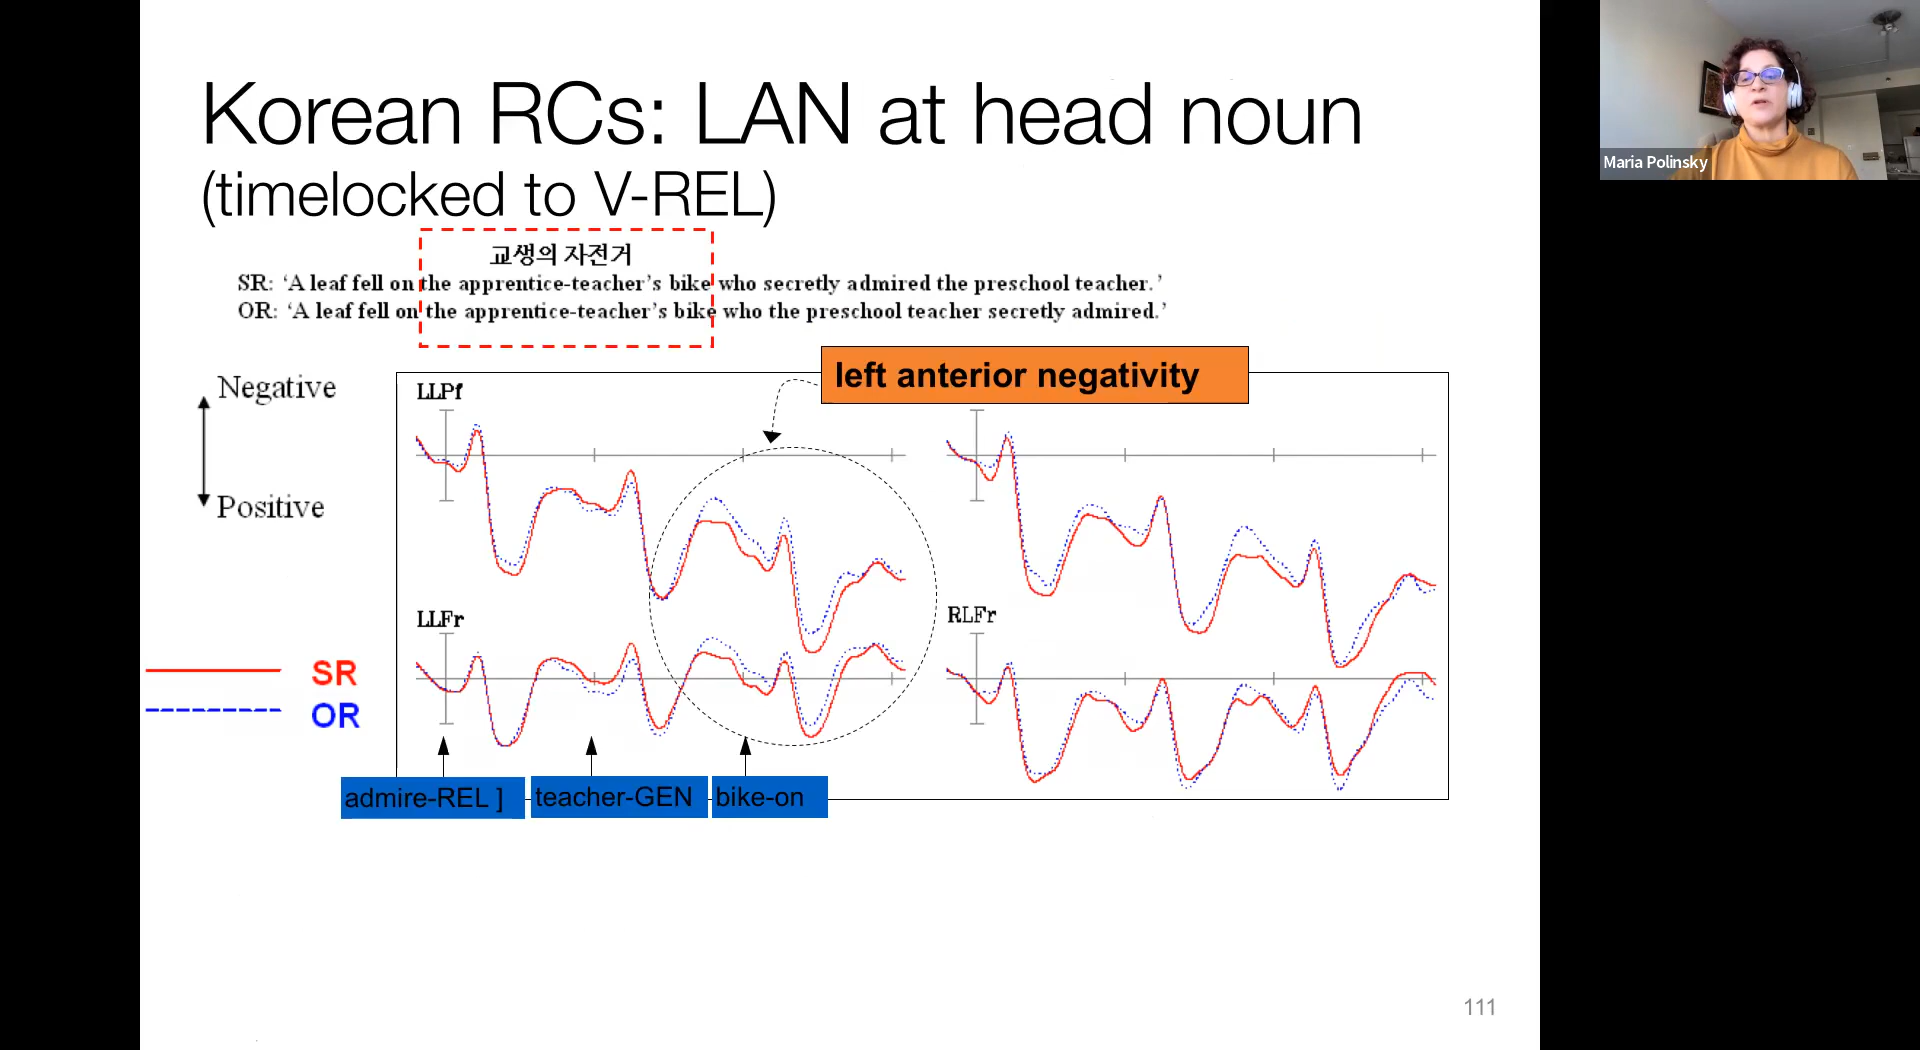 Korean RCs: LAN at head noun
(timelocked to V-REL)
Maria Polinsky
교생의 자전거
SR: ‘A leaf fell on the apprentice-teacher’s bike who secretly admired the preschool teacher.’
OR: ‘A leaf fell on the apprentice-teacher’s bike who the preschool teacher secretly admired.’
left anterior negativity
Negative
Positive
LLPf
LLFr
RLFr
SR
OR
admire-REL ]
teacher-GEN
bike-on
111